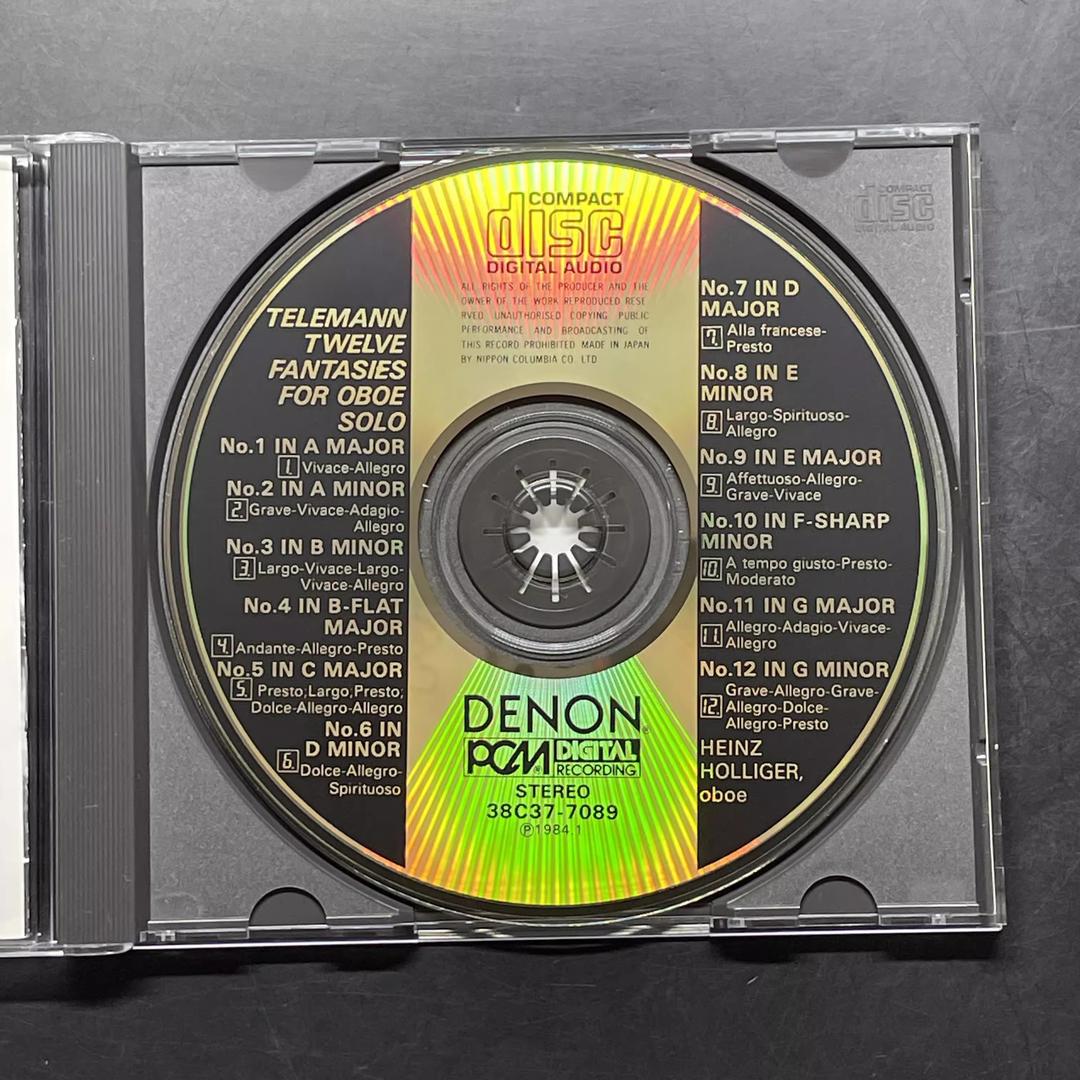 COMPACT
disc
DIGITAL AUDIO
ALL RIGHTS OF THE PRODUCER AND THE
OWNER OF THE WORK REPRODUCED RESE
RVED UNAUTHORISED COPYING PUBLIC
PERFORMANCE AND BROADCASTING OF
THIS RECORD PROHIBITED MADE IN JAPAN
BY NIPPON COLUMBIA CO. LTD
TELEMANN
TWELVE
FANTASIES
FOR OBOE
SOLO
No.1 IN A MAJOR
1. Vivace-Allegro
No.2 IN A MINOR
2. Grave-Vivace-Adagio-
Allegro
No.3 IN B MINOR
3. Largo-Vivace-Largo-
Vivace-Allegro
No.4 IN B-FLAT
MAJOR
4. Andante-Allegro-Presto
No.5 IN C MAJOR
5. Presto;Largo;Presto;
Dolce-Allegro-Allegro
No.6 IN
D MINOR
6. Dolce-Allegro-
Spirituoso
No.7 IN D
MAJOR
7. Alla francese-
Presto
No.8 IN E
MINOR
8. Largo-Spirituoso-
Allegro
No.9 IN E MAJOR
9. Affettuoso-Allegro-
Grave-Vivace
No.10 IN F-SHARP
MINOR
10. A tempo giusto-Presto-
Moderato
No.11 IN G MAJOR
11. Allegro-Adagio-Vivace-
Allegro
No.12 IN G MINOR
Grave-Allegro-Grave-
12. Allegro-Dolce-
Allegro-Presto
HEINZ
HOLLIGER,
oboe
DENON®
PCM® DIGITAL
RECORDING
STEREO
38C37-7089
Ⓟ1984.1
COMPACT
disc
DIGITAL AUDIO